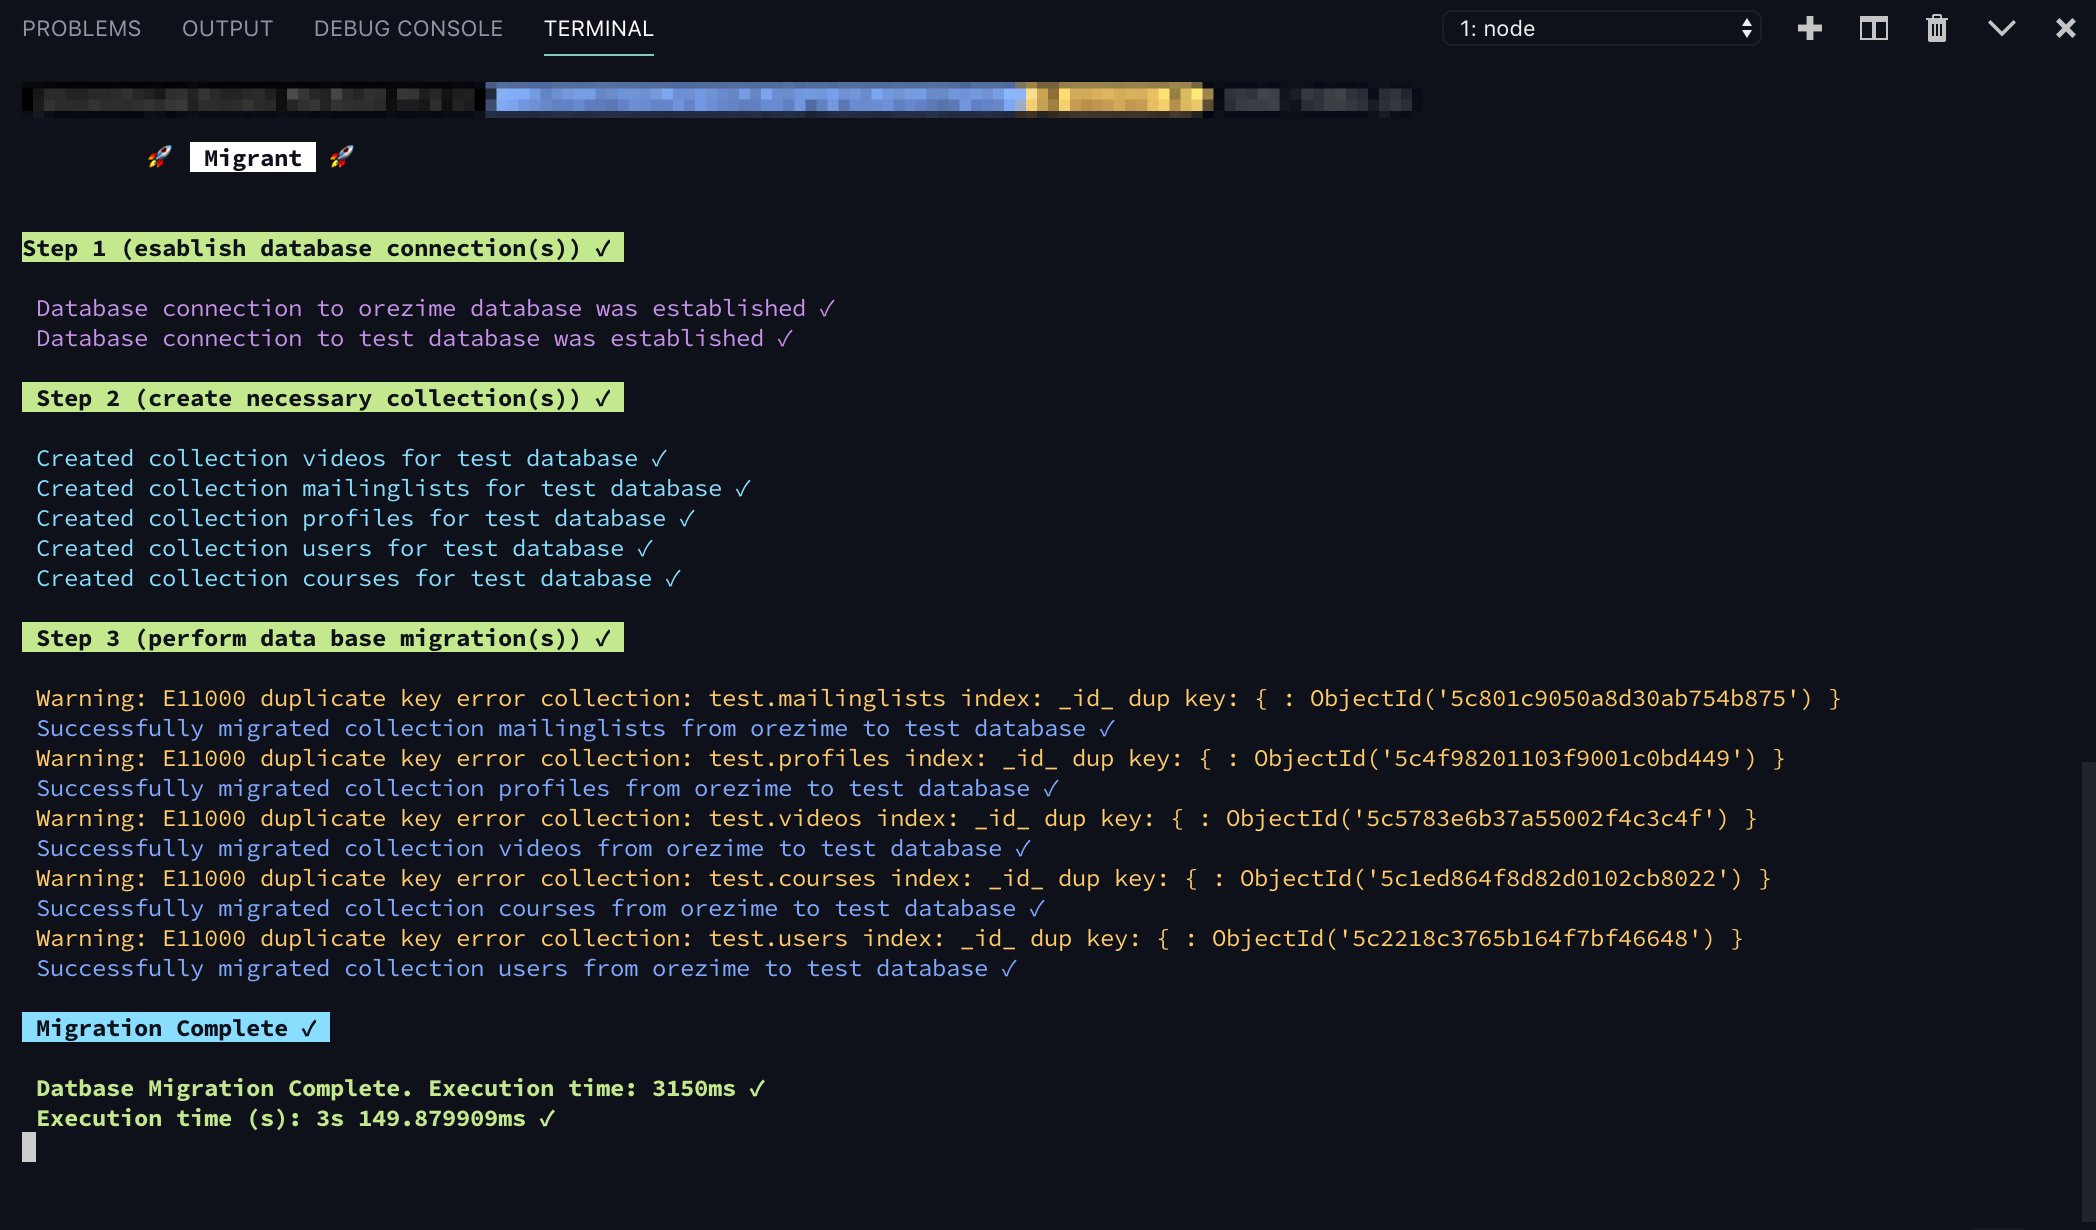 PROBLEMS OUTPUT DEBUG CONSOLE TERMINAL 1: node
Migrant
Step 1 (esablish database connection(s)) ✓
Database connection to orezime database was established ✓
Database connection to test database was established ✓
Step 2 (create necessary collection(s)) ✓
Created collection videos for test database ✓
Created collection mailinglists for test database ✓
Created collection profiles for test database ✓
Created collection users for test database ✓
Created collection courses for test database ✓
Step 3 (perform data base migration(s)) ✓
Warning: E11000 duplicate key error collection: test.mailinglists index: _id_ dup key: { : ObjectId('5c801c9050a8d30ab754b875') }
Successfully migrated collection mailinglists from orezime to test database ✓
Warning: E11000 duplicate key error collection: test.profiles index: _id_ dup key: { : ObjectId('5c4f98201103f9001c0bd449') }
Successfully migrated collection profiles from orezime to test database ✓
Warning: E11000 duplicate key error collection: test.videos index: _id_ dup key: { : ObjectId('5c5783e6b37a55002f4c3c4f') }
Successfully migrated collection videos from orezime to test database ✓
Warning: E11000 duplicate key error collection: test.courses index: _id_ dup key: { : ObjectId('5c1ed864f8d82d0102cb8022') }
Successfully migrated collection courses from orezime to test database ✓
Warning: E11000 duplicate key error collection: test.users index: _id_ dup key: { : ObjectId('5c2218c3765b164f7bf46648') }
Successfully migrated collection users from orezime to test database ✓
Migration Complete ✓
Datbase Migration Complete. Execution time: 3150ms ✓
Execution time (s): 3s 149.879909ms ✓